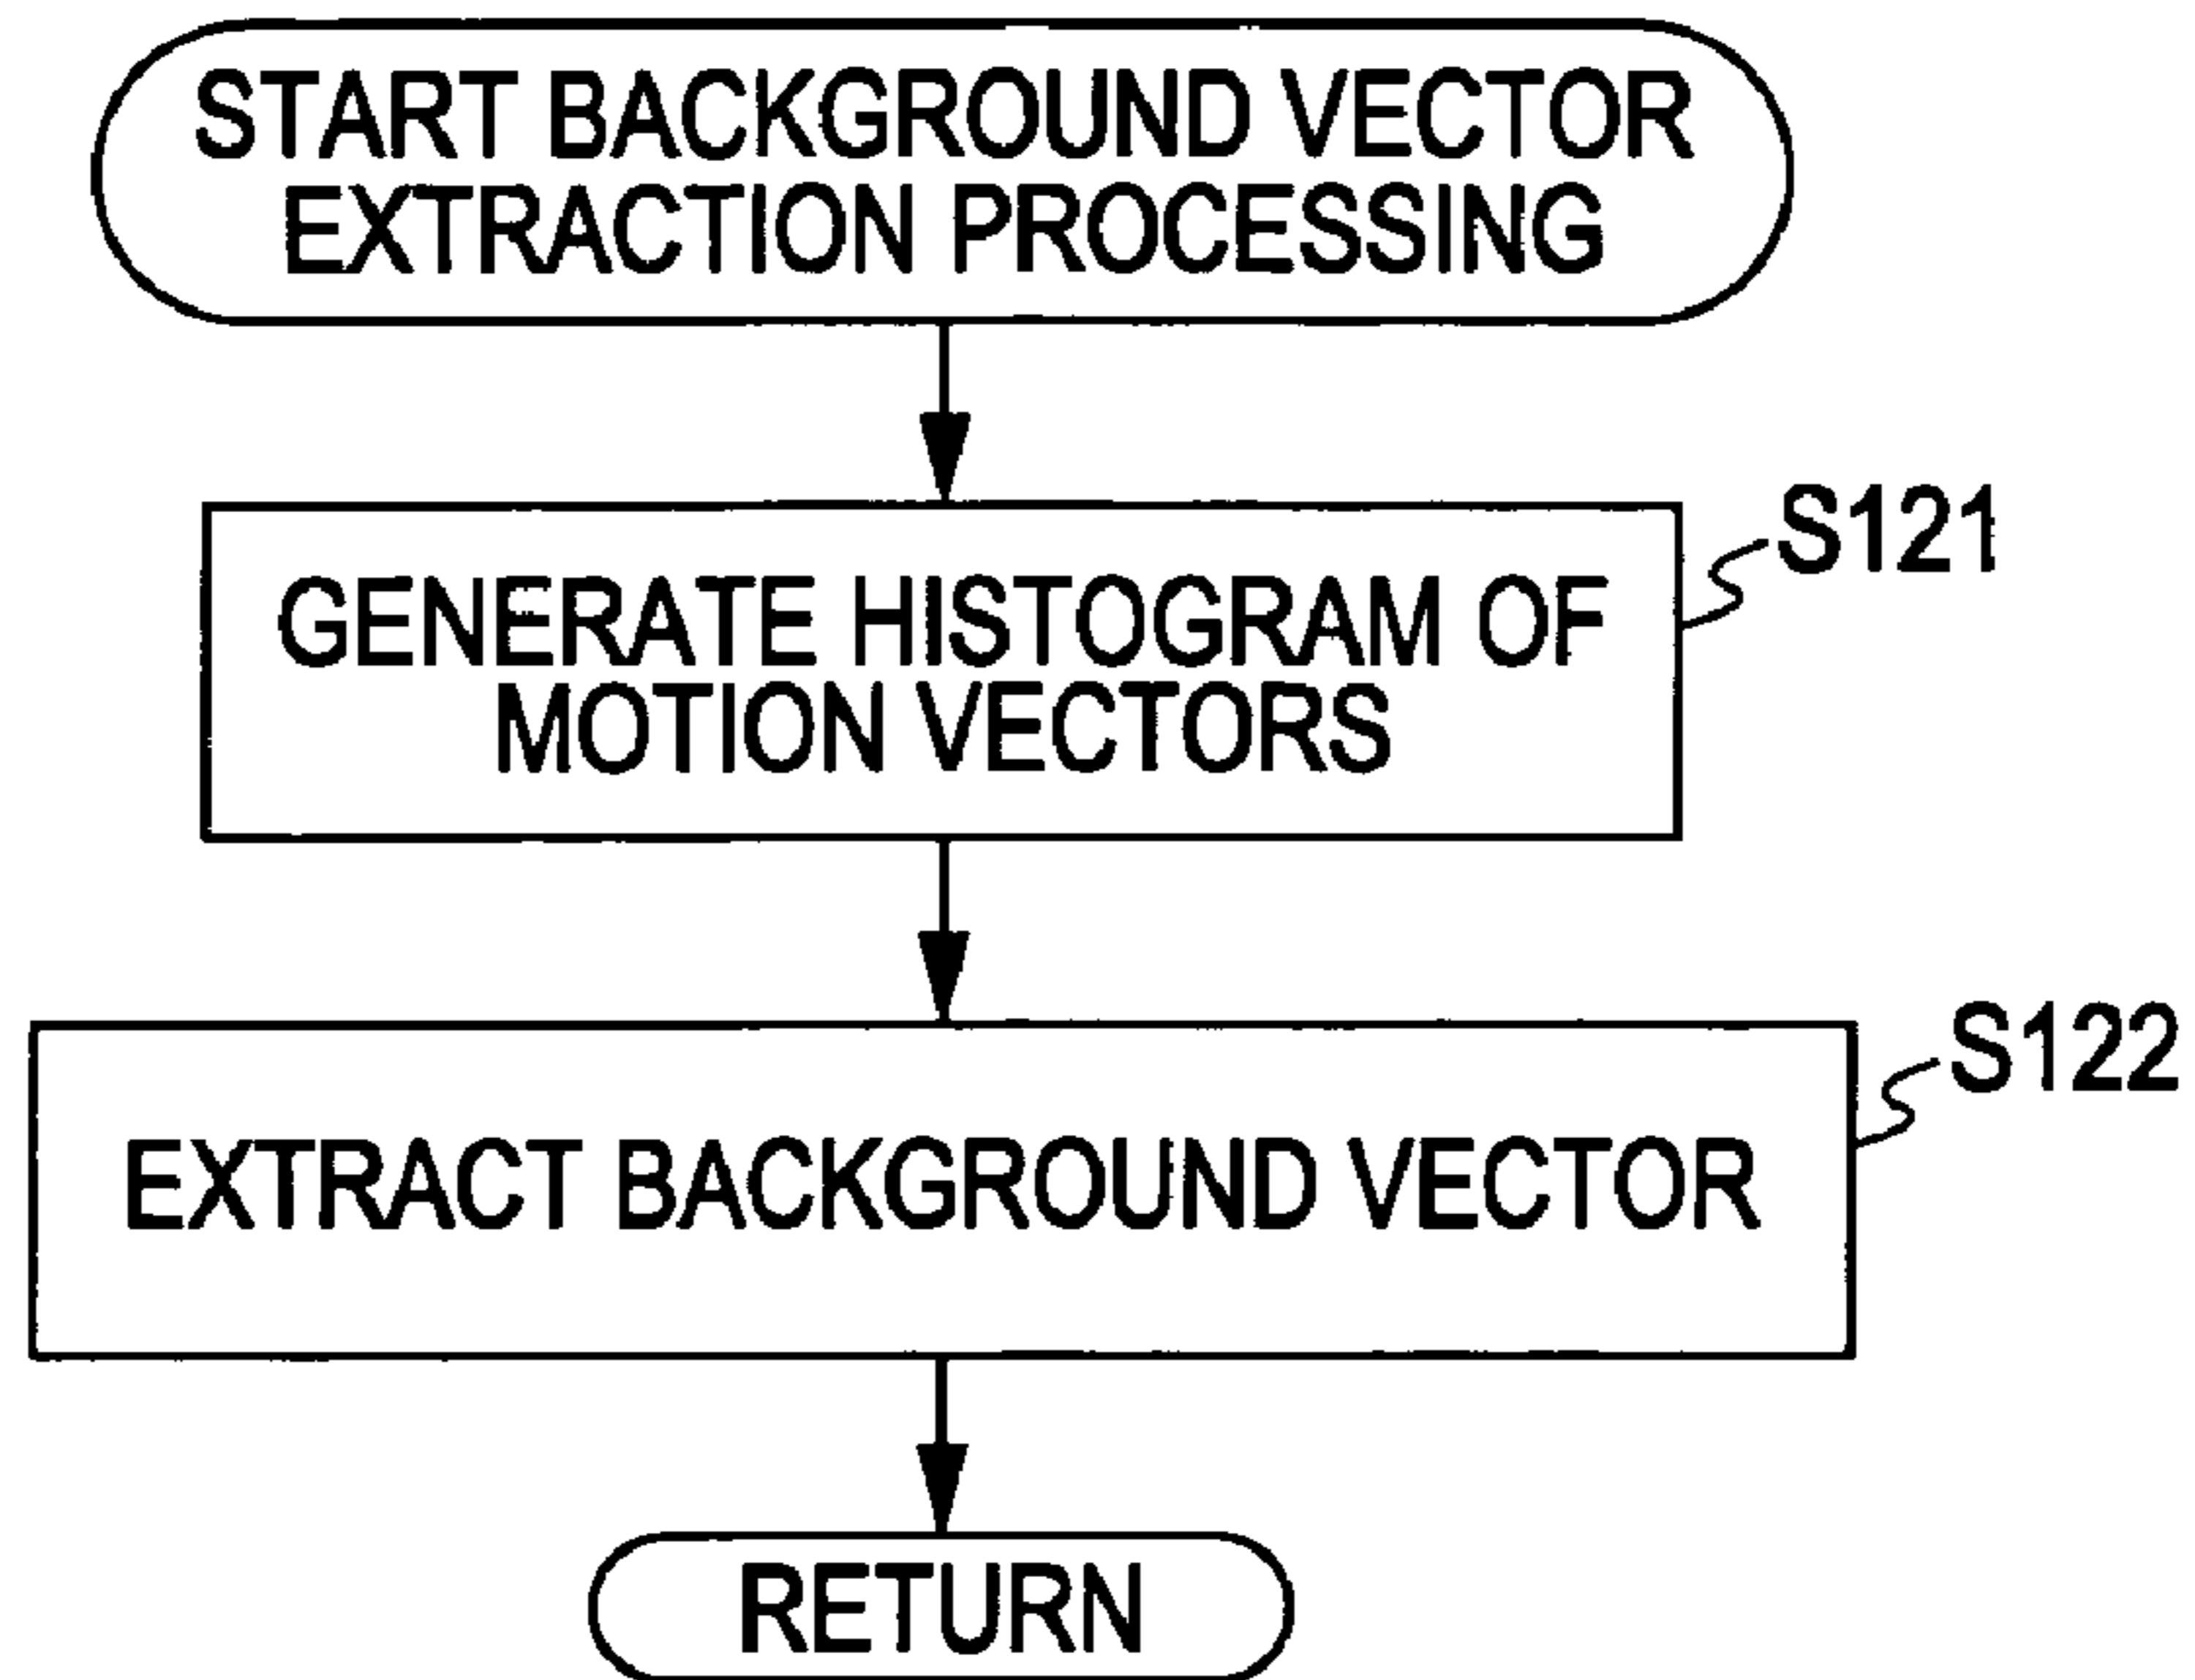 START BACKGROUND VECTOR
EXTRACTION PROCESSING
S121
GENERATE HISTOGRAM OF
MOTION VECTORS
S122
EXTRACT BACKGROUND VECTOR
RETURN